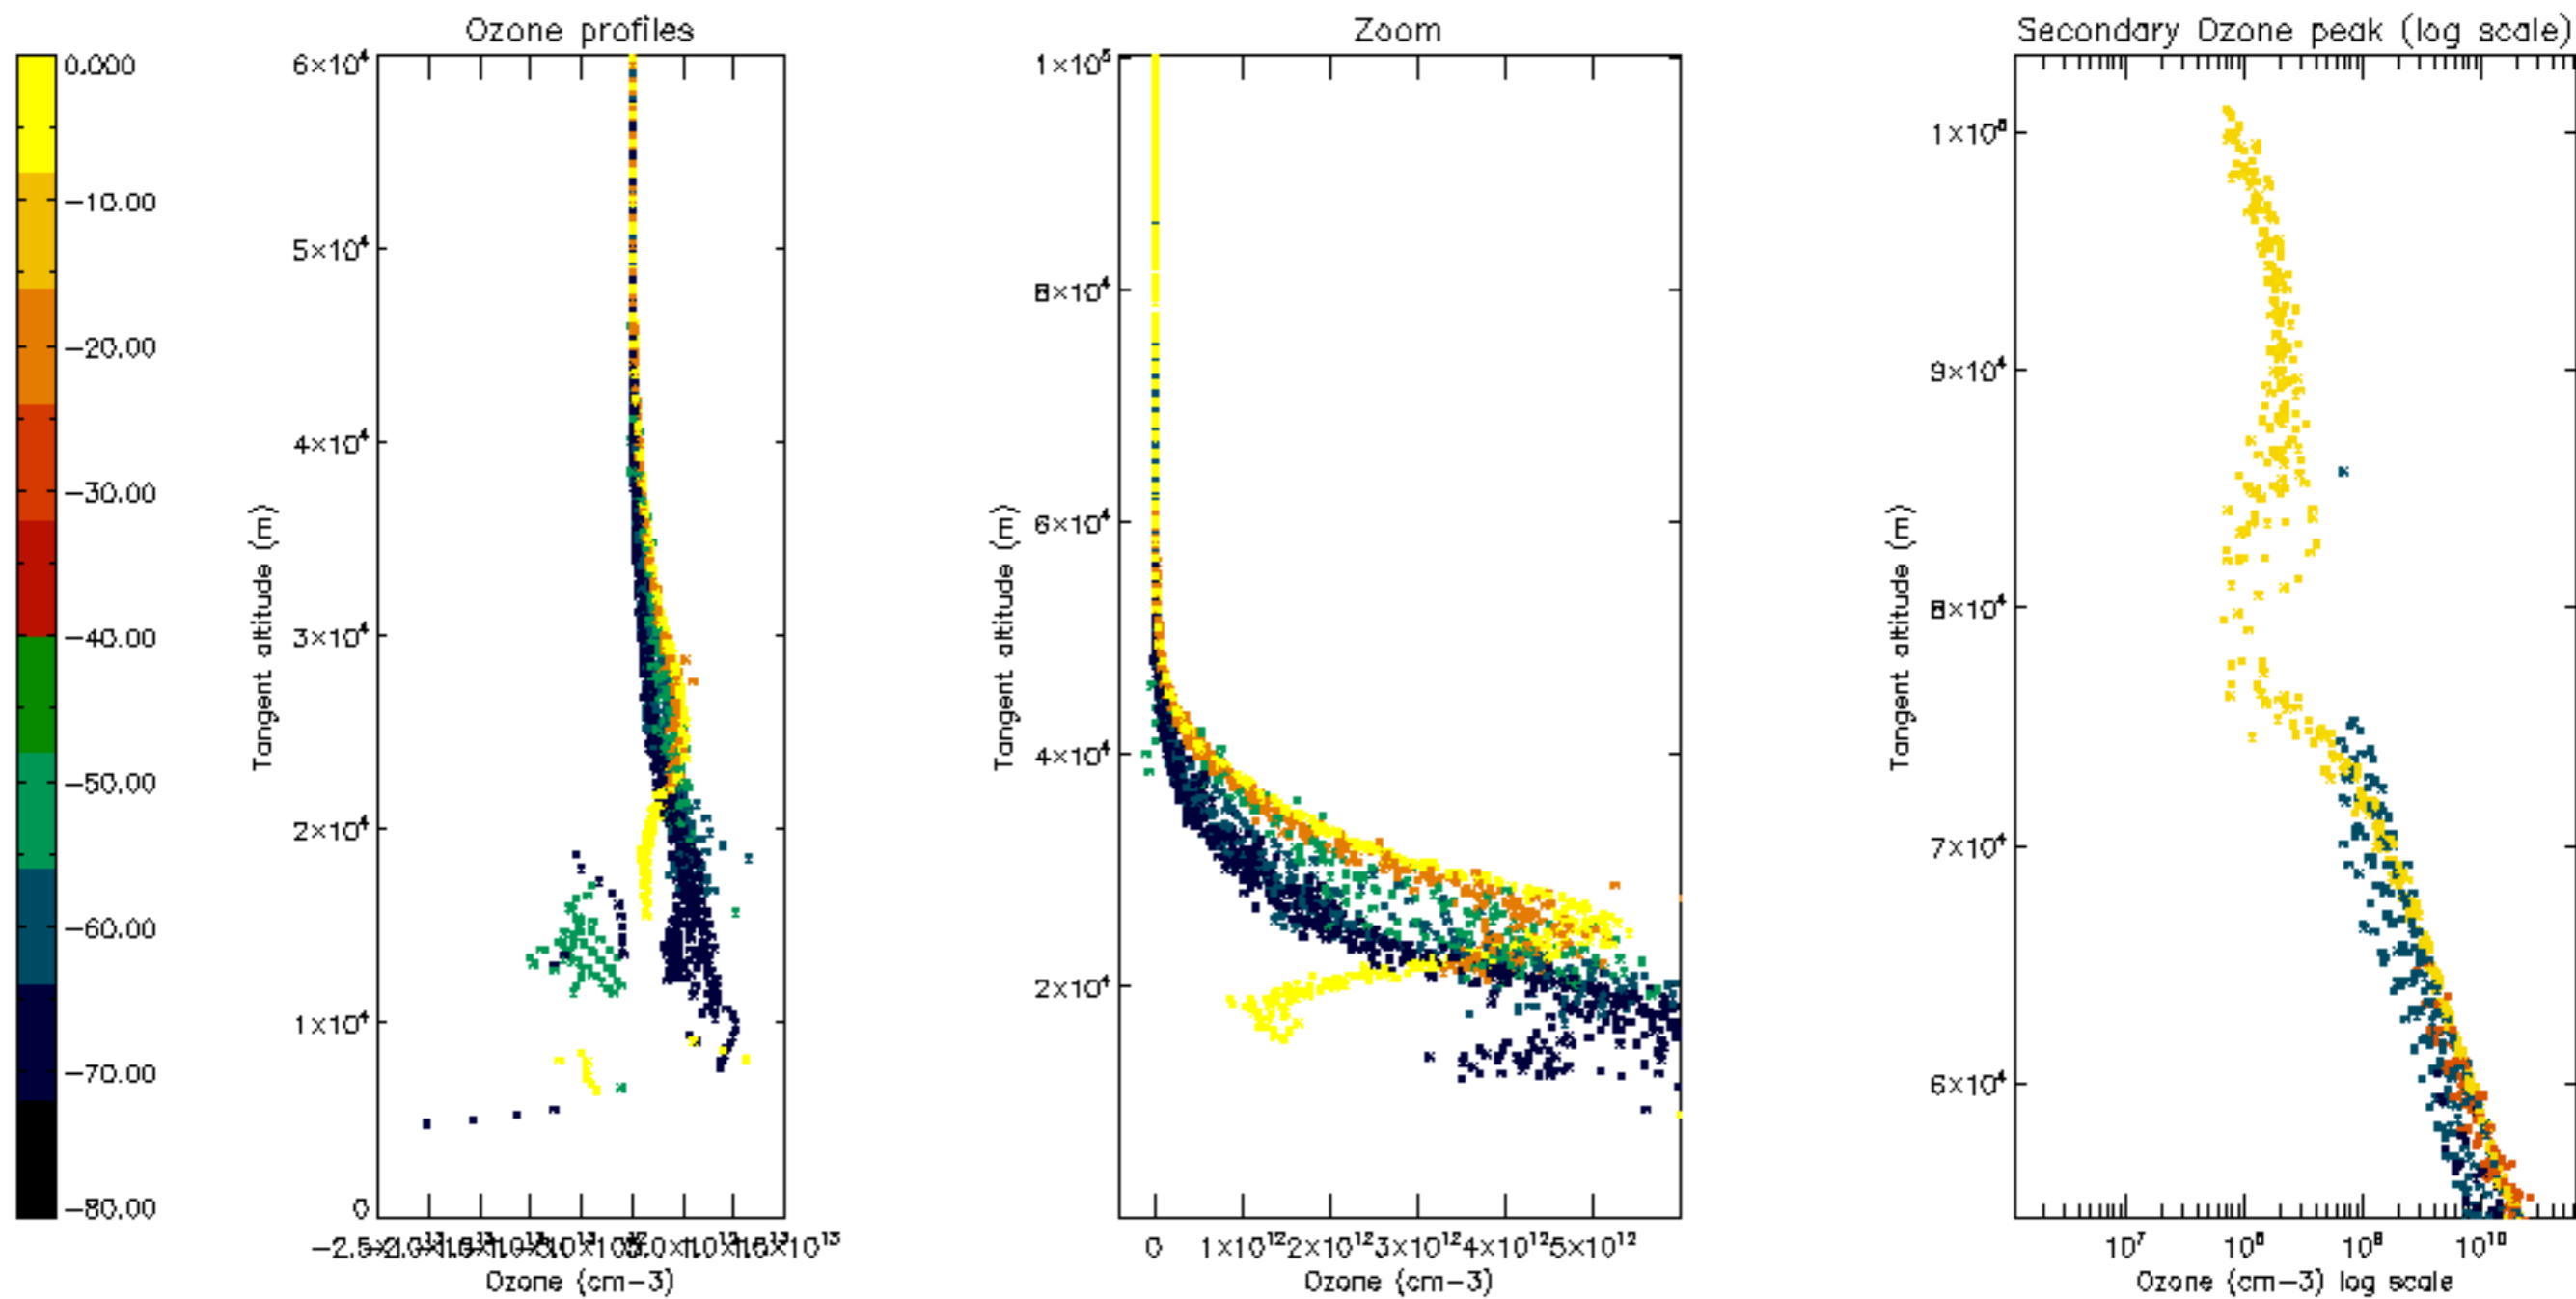 Ozone profiles
Zoom
Secondary Ozone peak (log scale)
0.000
-10.00
-20.00
-30.00
-40.00
-50.00
-60.00
-70.00
-80.00
6×10⁴
5×10⁴
4×10⁴
3×10⁴
2×10⁴
1×10⁴
0
Tangent altitude (m)
Ozone (cm-3)
1×10⁵
8×10⁴
6×10⁴
4×10⁴
2×10⁴
Tangent altitude (m)
0 1×10¹² 2×10¹² 3×10¹² 4×10¹² 5×10¹²
Ozone (cm-3)
9×10⁴
8×10⁴
7×10⁴
6×10⁴
Tangent altitude (m)
10⁷ 10⁸ 10⁹ 10¹⁰
Ozone (cm-3) log scale